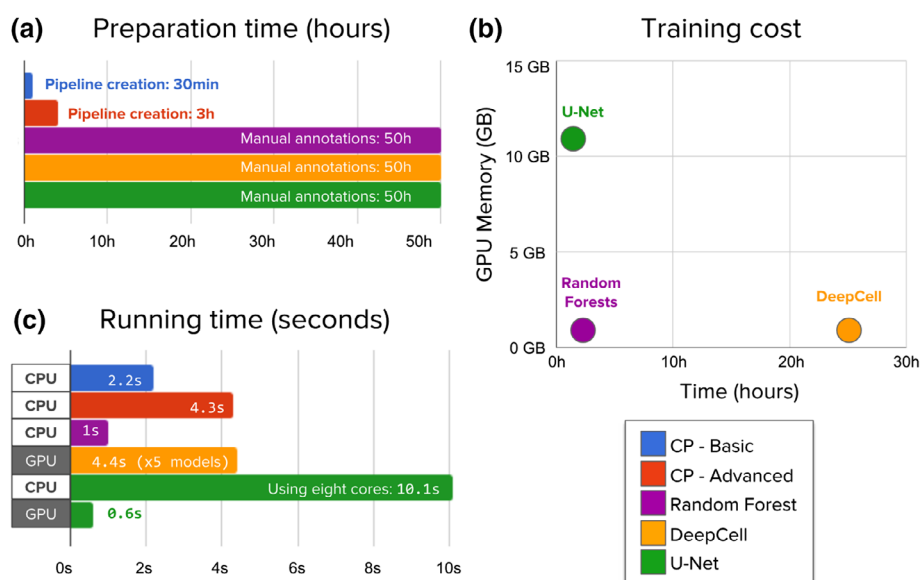 (a) Preparation time (hours)
Pipeline creation: 30min
Pipeline creation: 3h
Manual annotations: 50h
Manual annotations: 50h
Manual annotations: 50h
0h 10h 20h 30h 40h 50h
(b) Training cost
15 GB
10 GB
5 GB
0 GB
GPU Memory (GB)
U-Net
Random
Forests
DeepCell
0h 10h 20h 30h
Time (hours)
(c) Running time (seconds)
CPU 2.2s
CPU 4.3s
CPU 1s
GPU 4.4s (x5 models)
CPU Using eight cores: 10.1s
GPU 0.6s
0s 2s 4s 6s 8s 10s
CP - Basic
CP - Advanced
Random Forest
DeepCell
U-Net